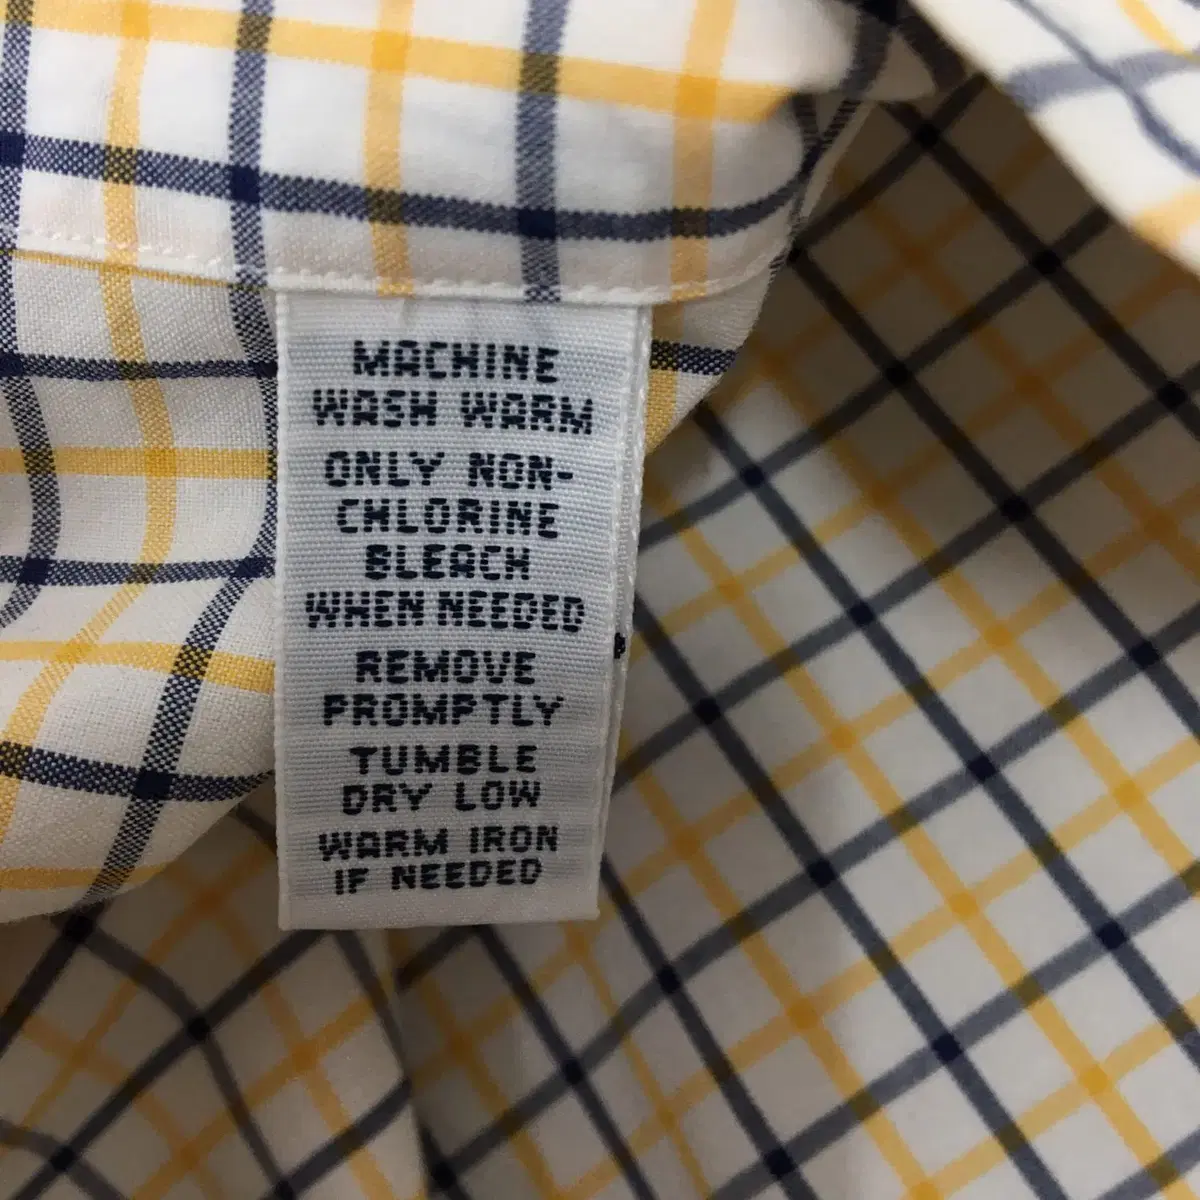 MACHINE
WASH WARM
ONLY NON-
CHLORINE
BLEACH
WHEN NEEDED
REMOVE
PROMPTLY
TUMBLE
DRY LOW
WARM IRON
IF NEEDED